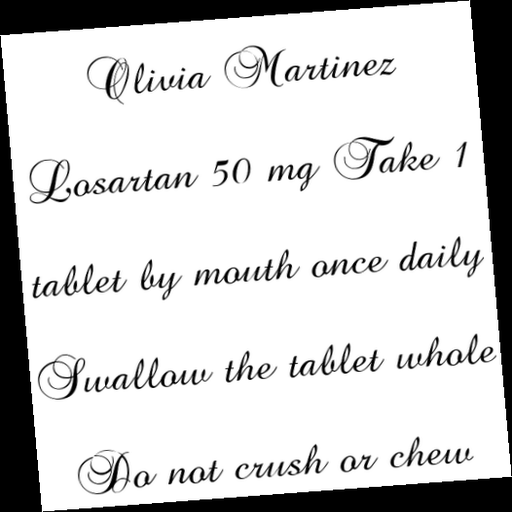 Olivia Martinez
Losartan 50 mg Take 1
tablet by mouth once daily
Swallow the tablet whole
Do not crush or chew